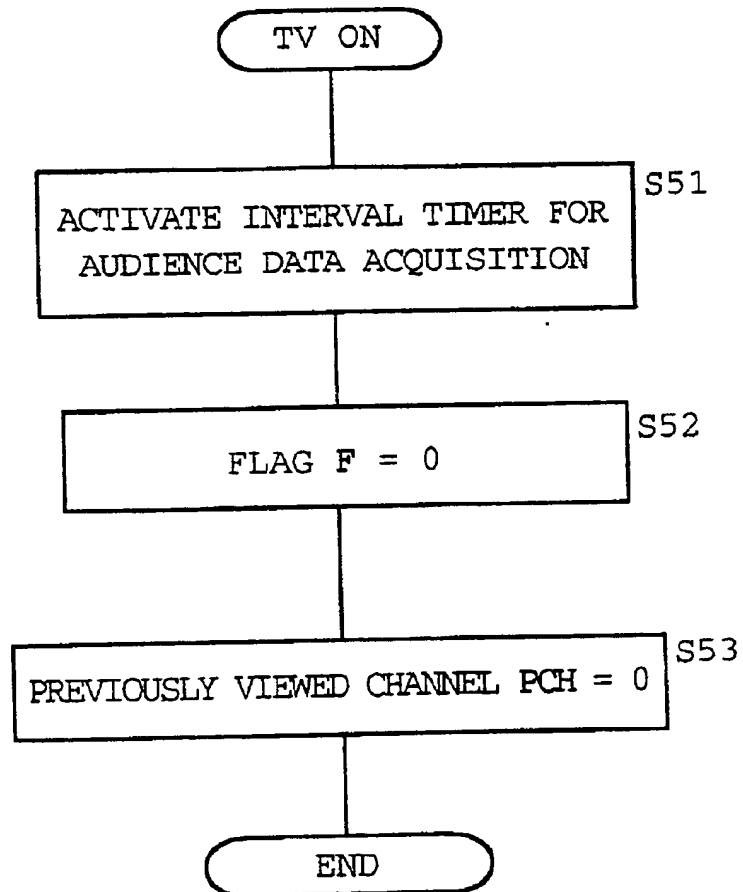 TV ON
S51
ACTIVATE INTERVAL TIMER FOR
AUDIENCE DATA ACQUISITION
S52
FLAG F = 0
S53
PREVIOUSLY VIEWED CHANNEL PCH = 0
END